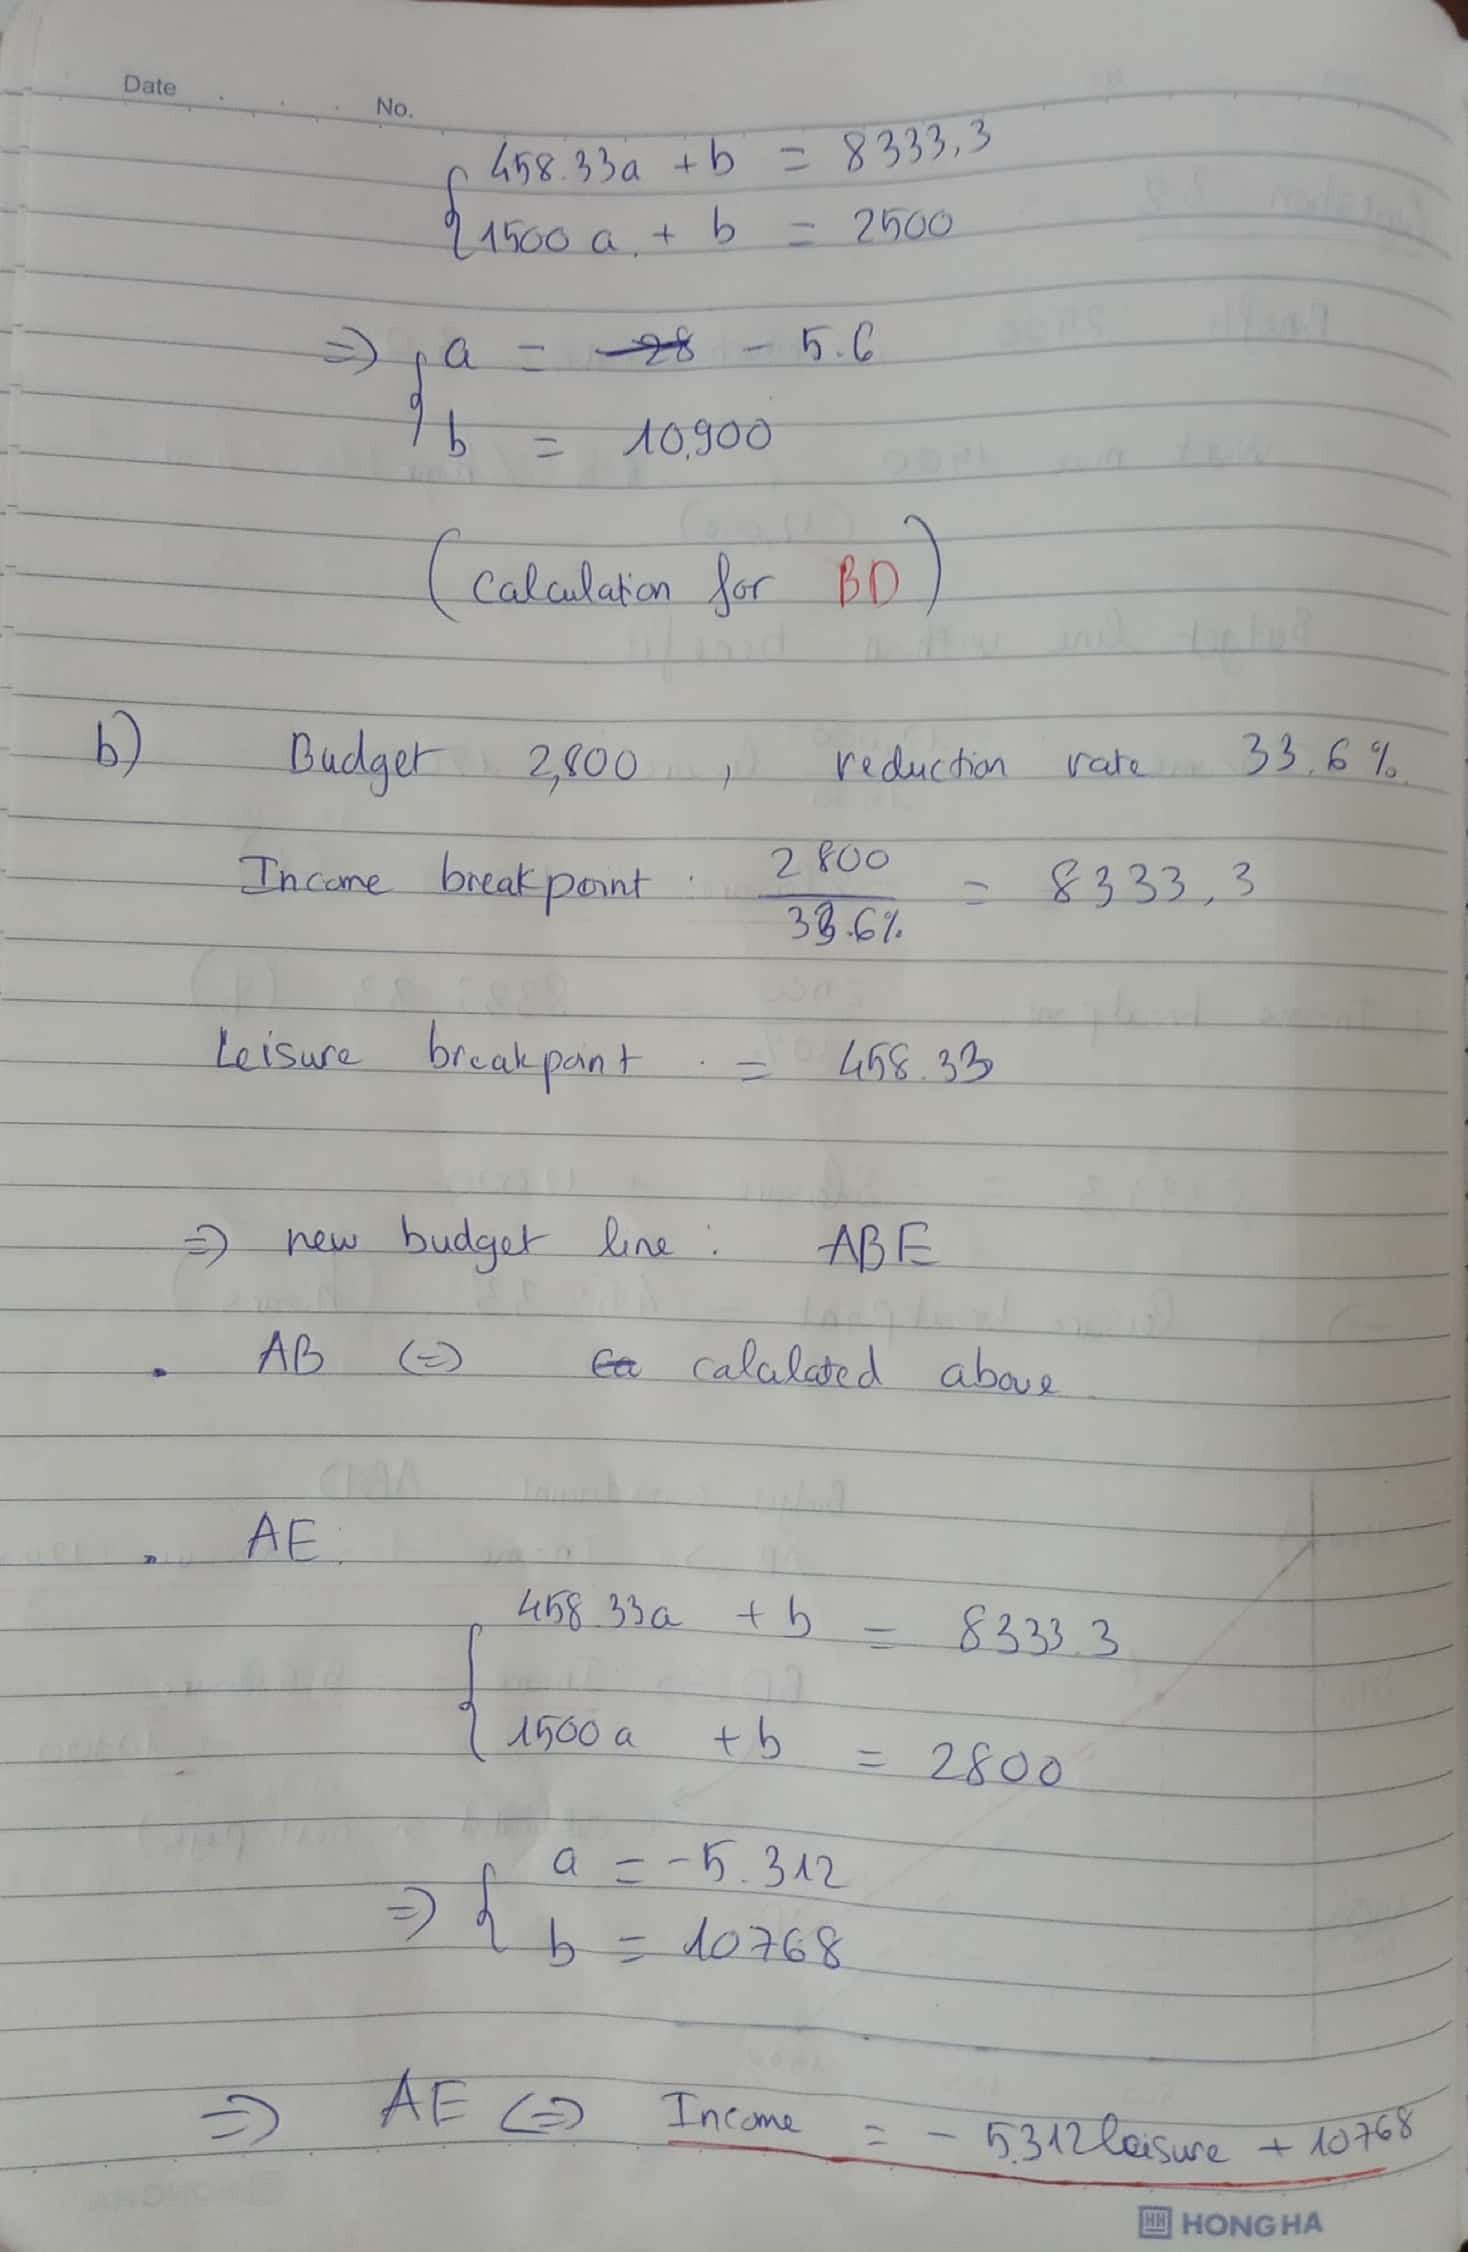 Date
No.
458.33a + b = 8333,3
1500 a + b = 2500
=> a = -28 - 5.6
b = 10,900
(Calculation for BD)
b) Budget 2,800, reduction rate 33.6%
Income breakpoint: 2800 / 33.6% = 8333,3
Leisure breakpoint = 458.33
=> new budget line: ABE
. AB <=> Ca calculated above.
. AE:
458.33a + b = 8333.3
1500a + b = 2800
=> a = -5.312
b = 10768
=> AE <=> Income = - 5.312 leisure + 10768
HH HONG HA